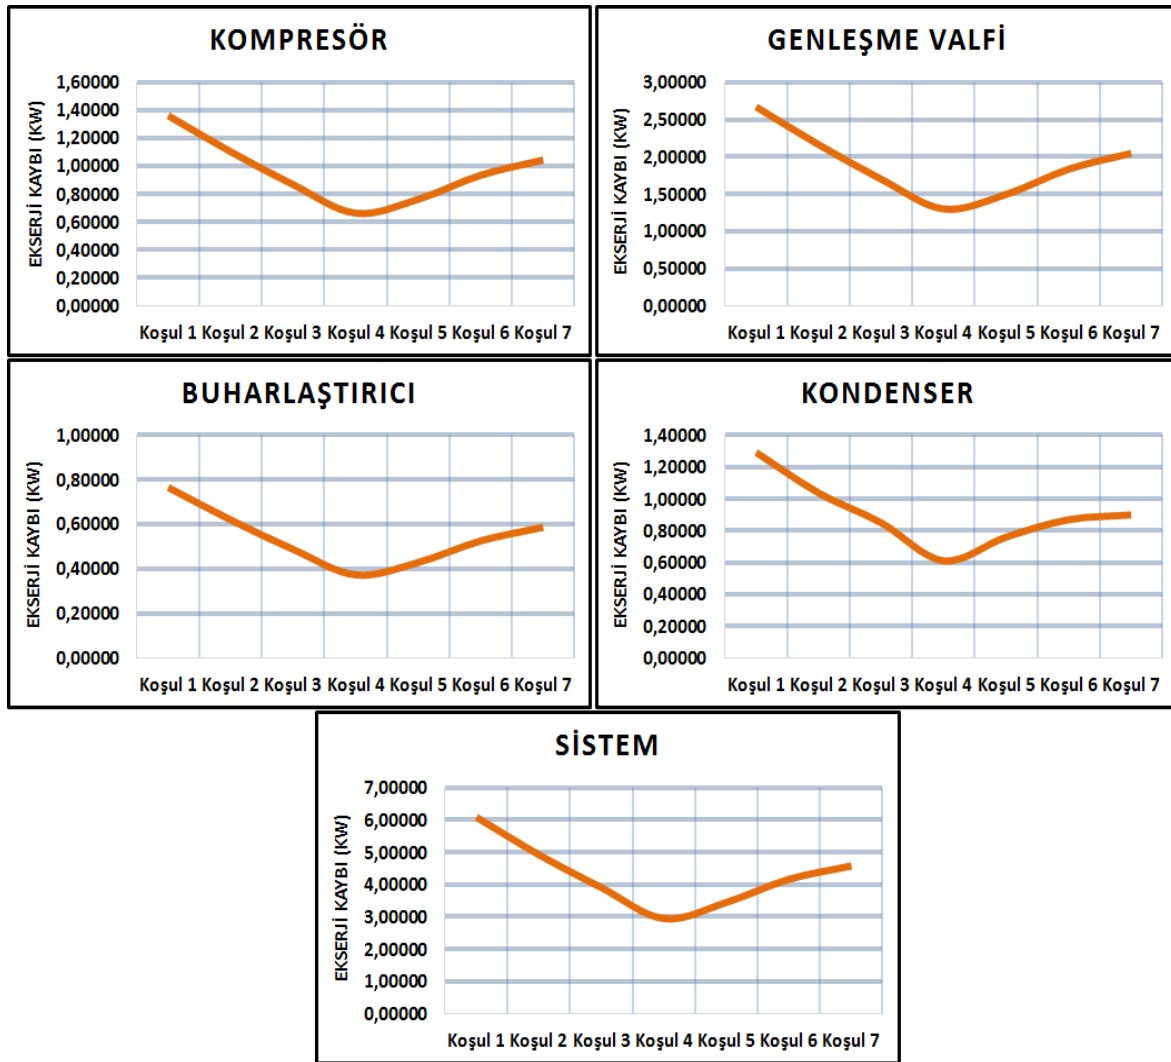 KOMPRESÖR
EKSERJİ KAYBI (KW)
1,60000
1,40000
1,20000
1,00000
0,80000
0,60000
0,40000
0,20000
0,00000
Koşul 1 Koşul 2 Koşul 3 Koşul 4 Koşul 5 Koşul 6 Koşul 7
GENLEŞME VALFİ
EKSERJİ KAYBI (KW)
3,00000
2,50000
2,00000
1,50000
1,00000
0,50000
0,00000
Koşul 1 Koşul 2 Koşul 3 Koşul 4 Koşul 5 Koşul 6 Koşul 7
BUHARLAŞTIRICI
EKSERJİ KAYBI (KW)
1,00000
0,80000
0,60000
0,40000
0,20000
0,00000
Koşul 1 Koşul 2 Koşul 3 Koşul 4 Koşul 5 Koşul 6 Koşul 7
KONDENSER
EKSERJİ KAYBI (KW)
1,40000
1,20000
1,00000
0,80000
0,60000
0,40000
0,20000
0,00000
Koşul 1 Koşul 2 Koşul 3 Koşul 4 Koşul 5 Koşul 6 Koşul 7
SİSTEM
EKSERJİ KAYBI (KW)
7,00000
6,00000
5,00000
4,00000
3,00000
2,00000
1,00000
0,00000
Koşul 1 Koşul 2 Koşul 3 Koşul 4 Koşul 5 Koşul 6 Koşul 7